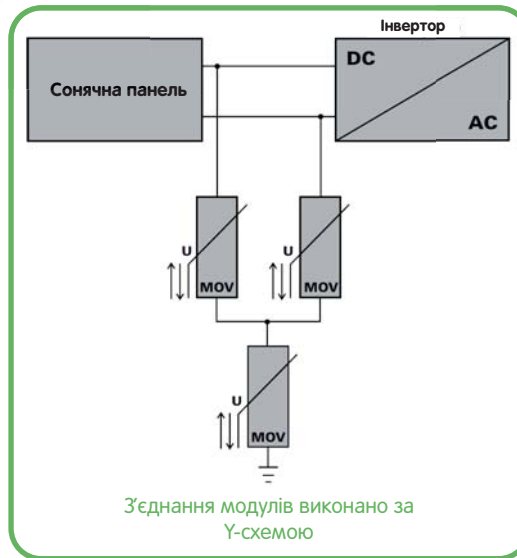 Інвертор
Сонячна панель
DC
AC
U
MOV
U
MOV
U
MOV
З'єднання модулів виконано за
Y-схемою